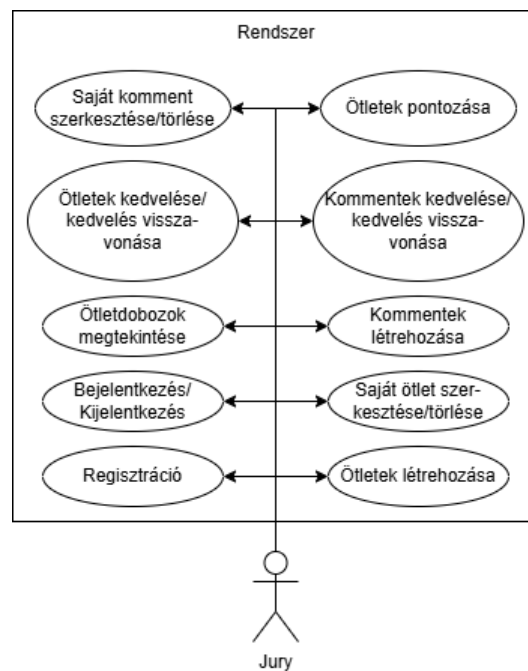 Rendszer
Saját komment
szerkesztése/törlése
Ötletek pontozása
Ötletek kedvelése/
kedvelés vissza-
vonása
Kommentek kedvelése/
kedvelés vissza-
vonása
Ötletdobozok
megtekintése
Kommentek
létrehozása
Bejelentkezés/
Kijelentkezés
Saját ötlet szer-
kesztése/törlése
Regisztráció
Ötletek létrehozása
Jury